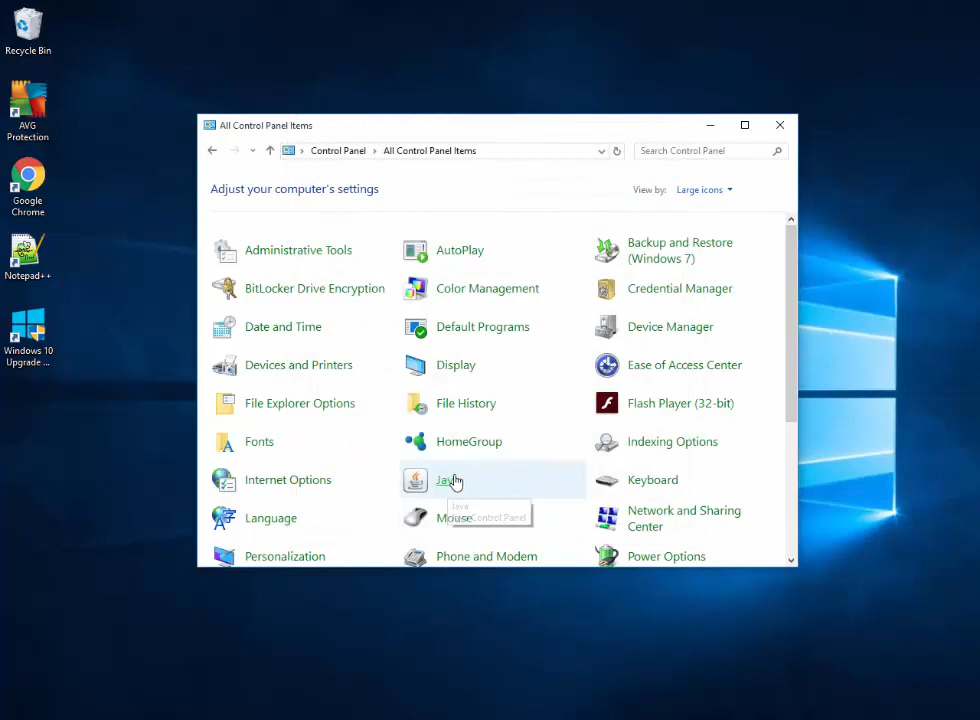 Recycle Bin
AVG
Protection
Google
Chrome
Notepad++
Windows 10
Upgrade ...
All Control Panel Items
Control Panel
All Control Panel Items
Search Control Panel
Adjust your computer's settings
View by:
Large icons
Administrative Tools
AutoPlay
Backup and Restore
(Windows 7)
BitLocker Drive Encryption
Color Management
Credential Manager
Date and Time
Default Programs
Device Manager
Devices and Printers
Display
Ease of Access Center
File Explorer Options
File History
Flash Player (32-bit)
Fonts
HomeGroup
Indexing Options
Internet Options
Keyboard
Java
Control Panel
Language
Mouse
Network and Sharing
Center
Personalization
Phone and Modem
Power Options